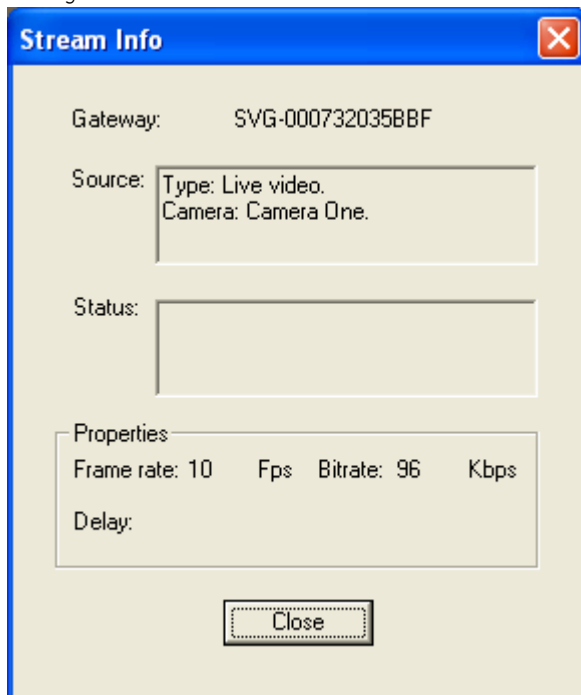 Stream Info
Gateway: SVG-000732035BBF
Source: Type: Live video.
Camera: Camera One.
Status:
Properties
Frame rate: 10 Fps Bitrate: 96 Kbps
Delay:
Close